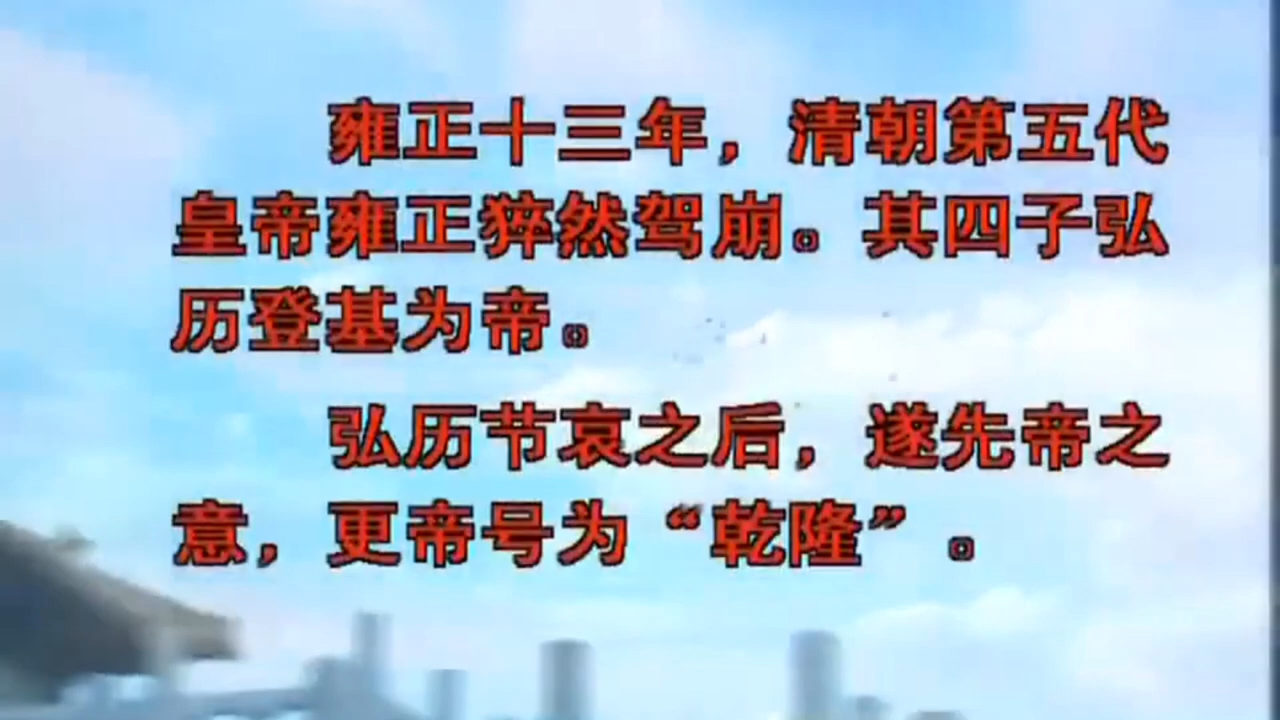 雍正十三年，清朝第五代
皇帝雍正猝然驾崩。其四子弘
历登基为帝。
弘历节哀之后，遂先帝之
意，更帝号为“乾隆”。